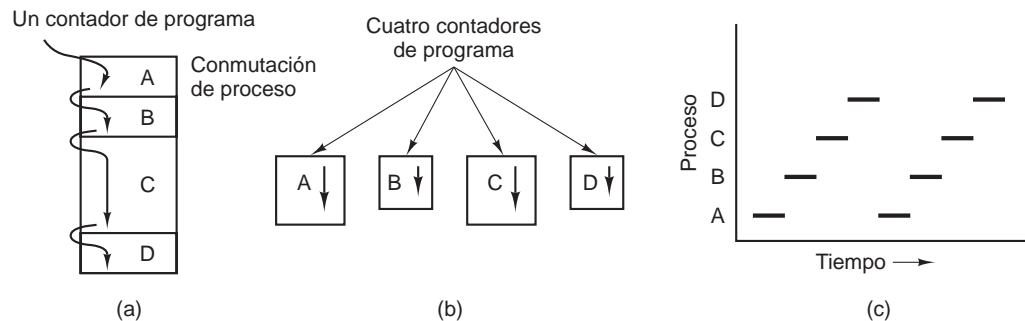 Un contador de programa
Conmutación
de proceso
A
B
C
D
(a)
Cuatro contadores
de programa
A
B
C
D
(b)
Proceso
D
C
B
A
Tiempo
(c)